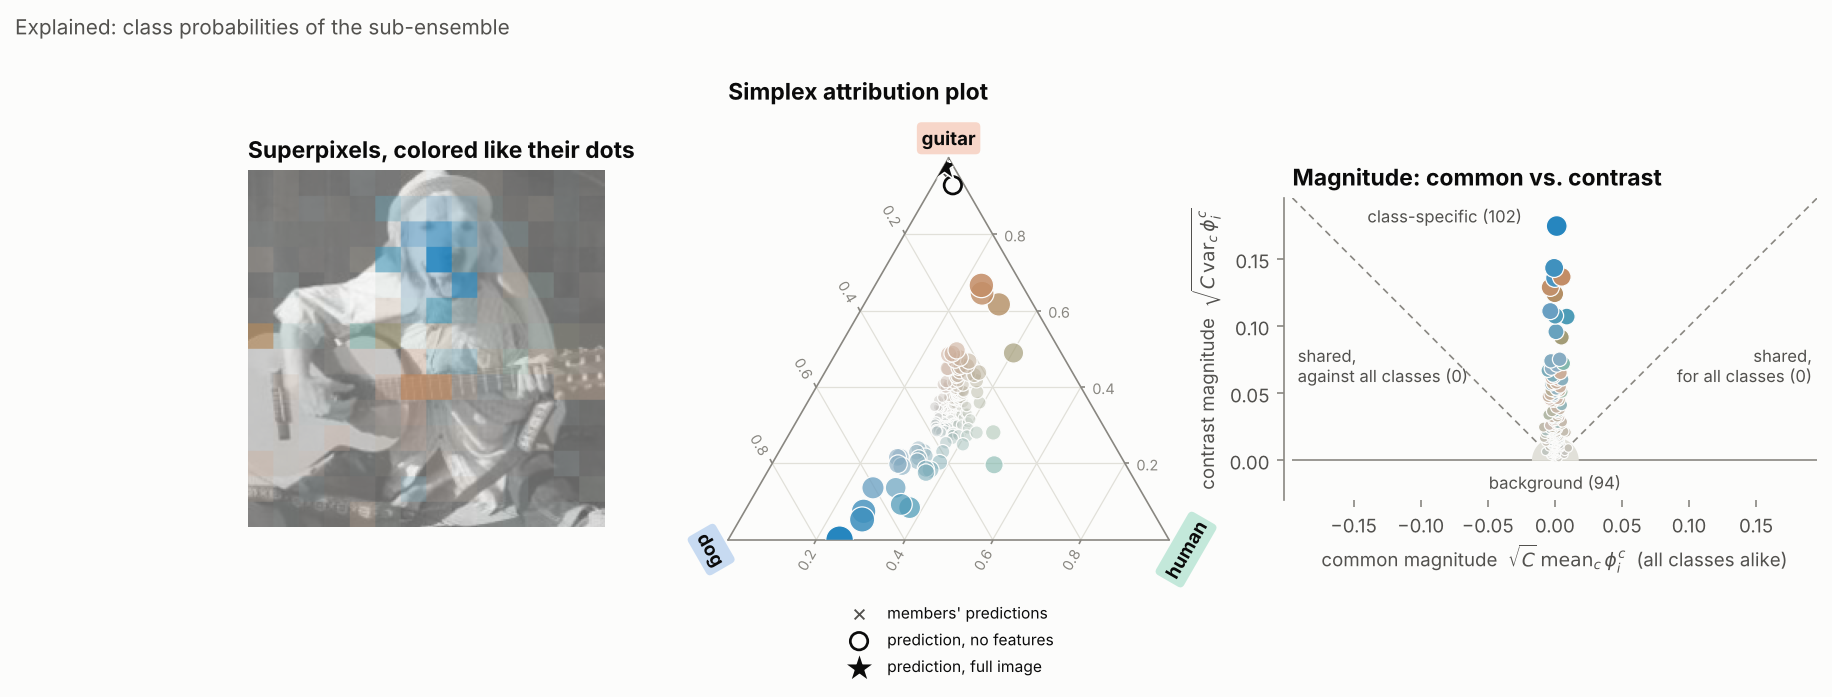 Explained: class probabilities of the sub-ensemble
Superpixels, colored like their dots
Simplex attribution plot
guitar
dog
human
0.2
0.4
0.6
0.8
0.8
0.6
0.4
0.2
0.2
0.4
0.6
0.8
× members' predictions
prediction, no features
★ prediction, full image
Magnitude: common vs. contrast
class-specific (102)
shared,
against all classes (0)
shared,
for all classes (0)
background (94)
contrast magnitude √C var_c ϕ_i^c
0.15
0.10
0.05
0.00
−0.15 −0.10 −0.05 0.00 0.05 0.10 0.15
common magnitude √C mean_c ϕ_i^c (all classes alike)